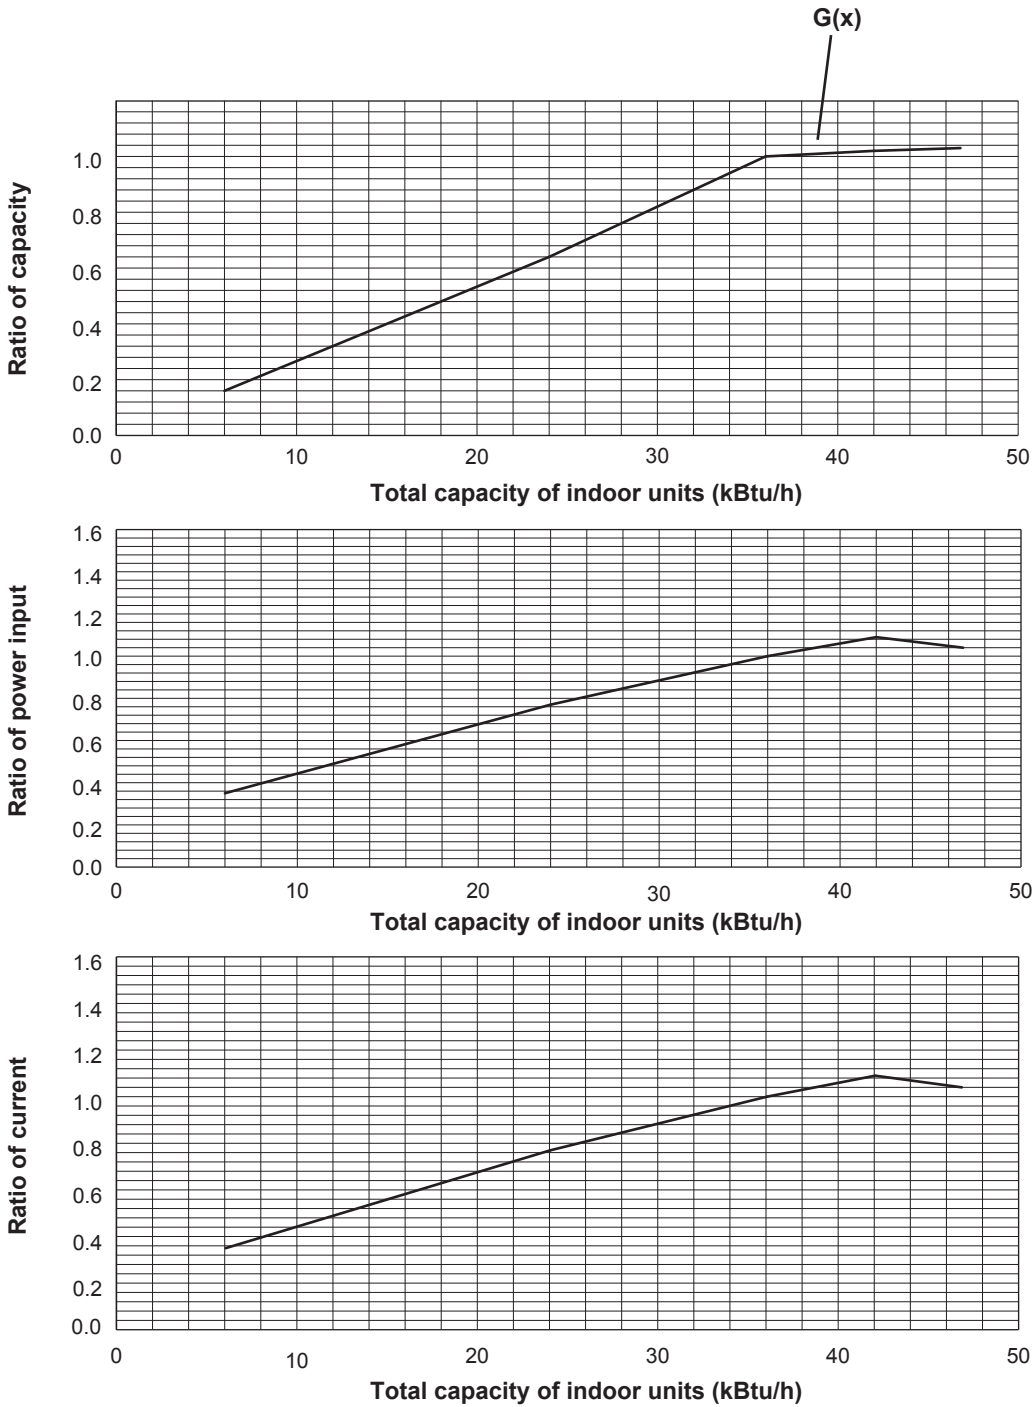 G(x)
Ratio of capacity
1.0
0.8
0.6
0.4
0.2
0.0
0 10 20 30 40 50
Total capacity of indoor units (kBtu/h)
Ratio of power input
1.6
1.4
1.2
1.0
0.8
0.6
0.4
0.2
0.0
0 10 20 30 40 50
Total capacity of indoor units (kBtu/h)
Ratio of current
1.6
1.4
1.2
1.0
0.8
0.6
0.4
0.2
0.0
0 10 20 30 40 50
Total capacity of indoor units (kBtu/h)